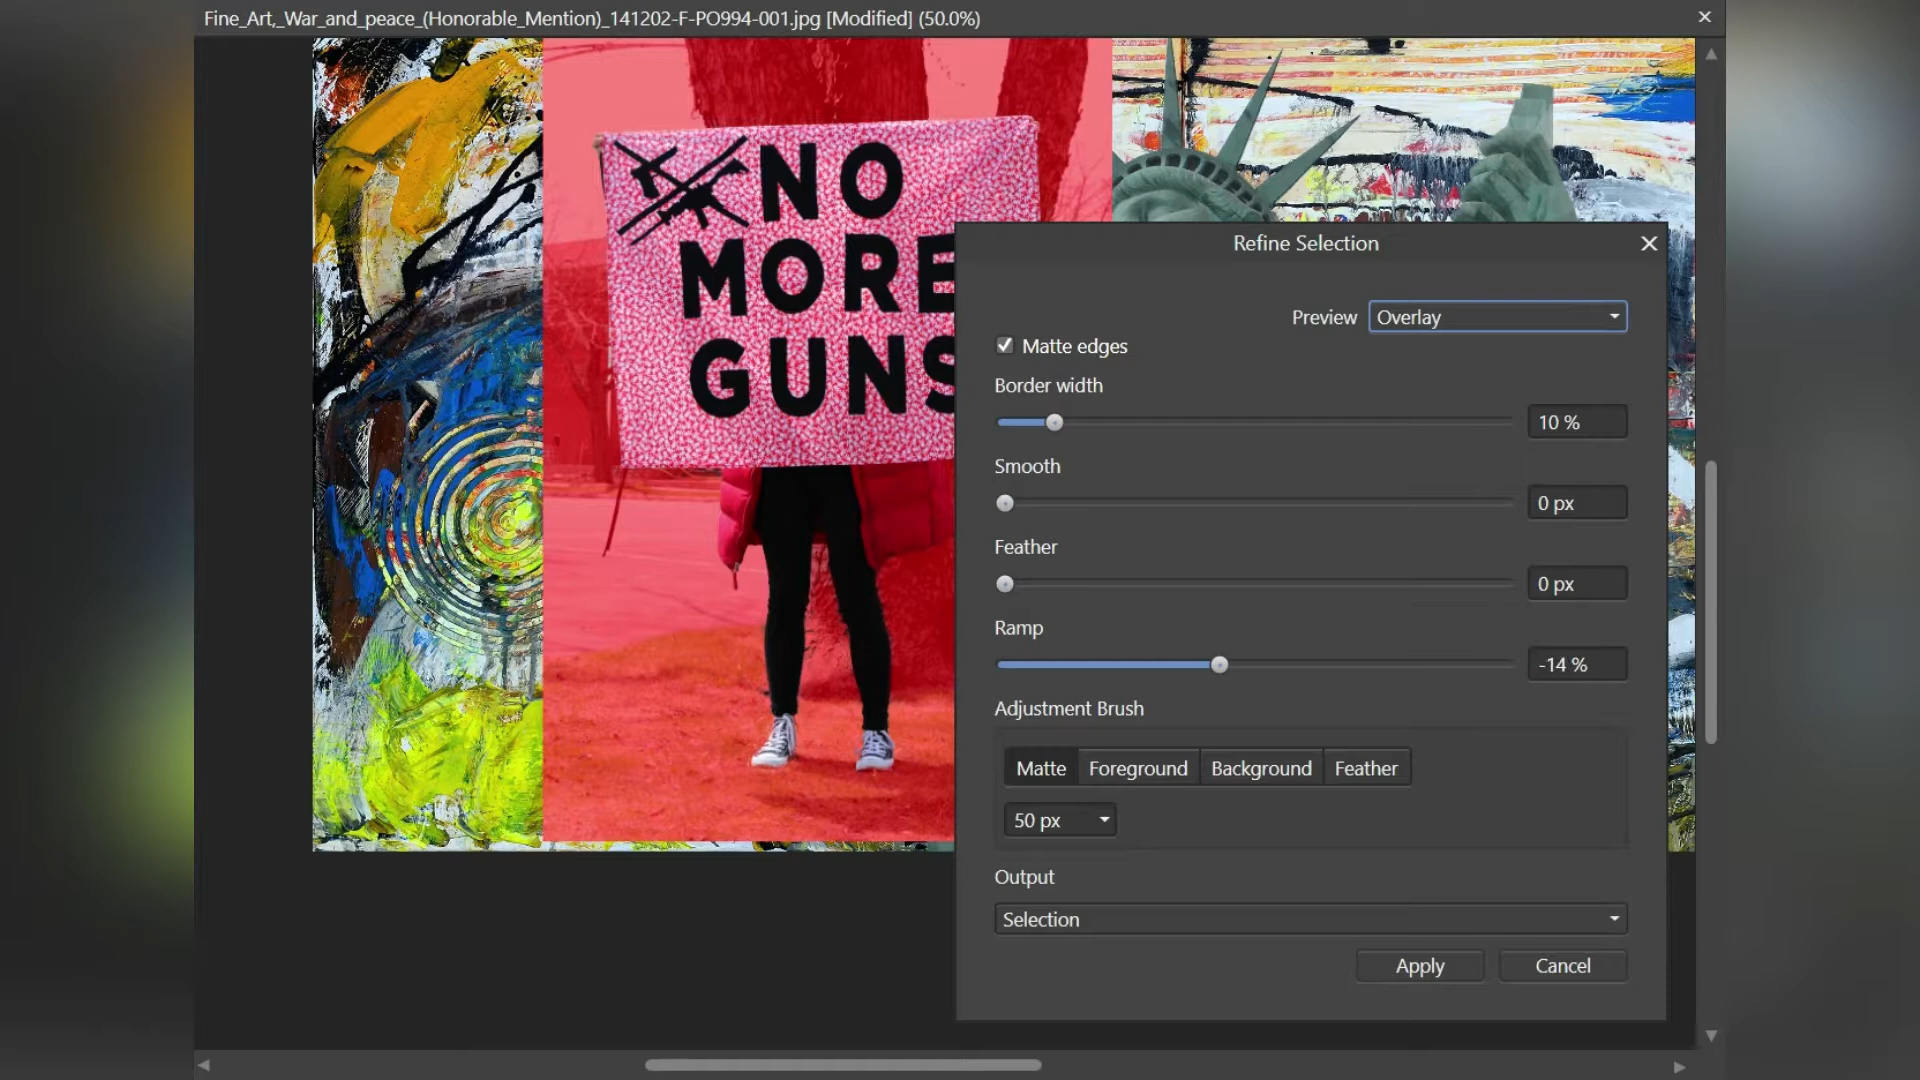 Fine_Art,_War_and_peace_(Honorable_Mention)_141202-F-PO994-001.jpg [Modified] (50.0%)
NO
MORE
GUNS
Refine Selection
Preview Overlay
Matte edges
Border width
10 %
Smooth
0 px
Feather
0 px
Ramp
-14 %
Adjustment Brush
Matte Foreground Background Feather
50 px
Output
Selection
Apply Cancel